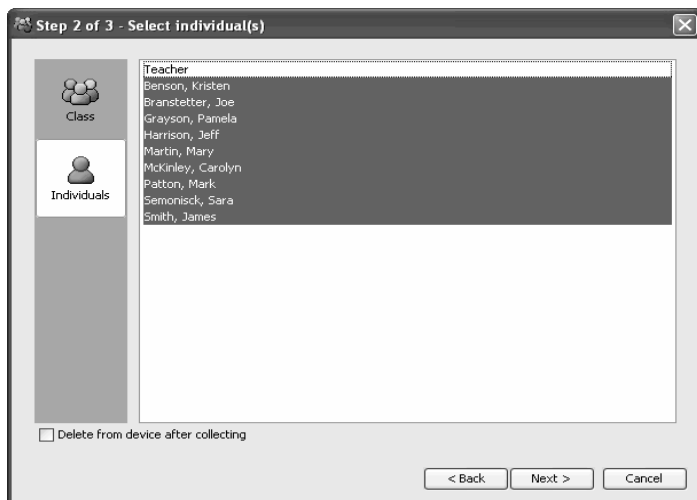 Step 2 of 3 - Select individual(s)
Class
Individuals
Teacher
Benson, Kristen
Branstetter, Joe
Grayson, Pamela
Harrison, Jeff
Martin, Mary
McKinley, Carolyn
Patton, Mark
Semonisck, Sara
Smith, James
Delete from device after collecting
< Back
Next >
Cancel